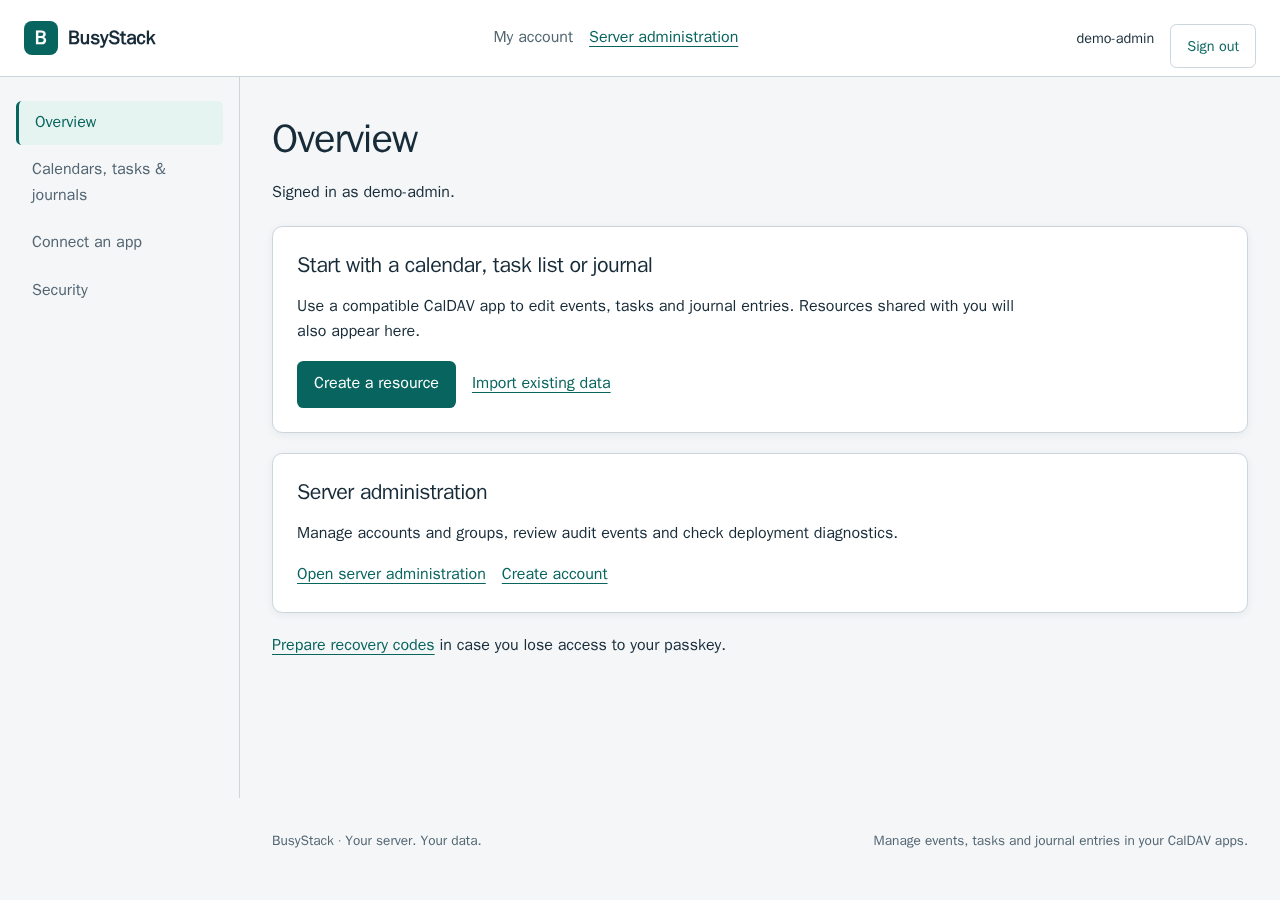 B BusyStack
My account Server administration
demo-admin Sign out
Overview
Calendars, tasks &
journals
Connect an app
Security
Overview
Signed in as demo-admin.
Start with a calendar, task list or journal
Use a compatible CalDAV app to edit events, tasks and journal entries. Resources shared with you will
also appear here.
Create a resource Import existing data
Server administration
Manage accounts and groups, review audit events and check deployment diagnostics.
Open server administration Create account
Prepare recovery codes in case you lose access to your passkey.
BusyStack · Your server. Your data.
Manage events, tasks and journal entries in your CalDAV apps.